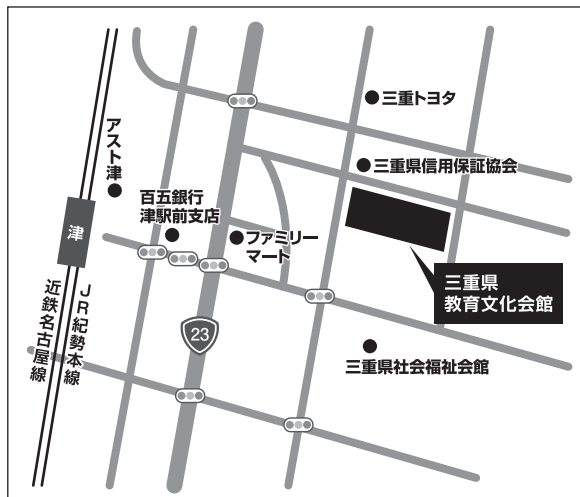 三重トヨタ
アスト津
三重県信用保証協会
百五銀行
津駅前支店
津
ファミリー
マート
三重県
教育文化会館
JR紀勢本線
近鉄名古屋線
23
三重県社会福祉会館